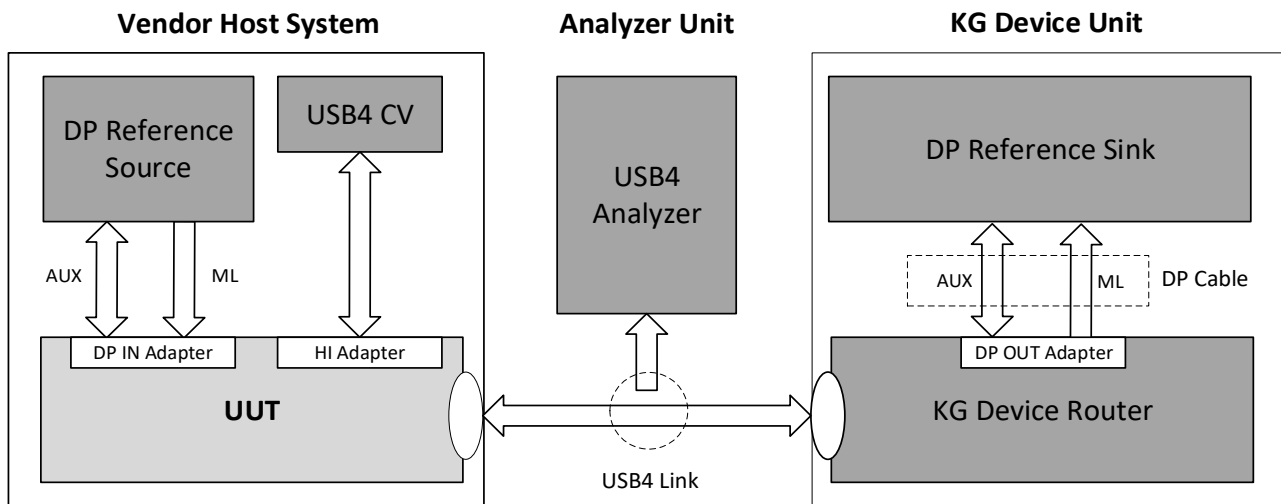 Vendor Host System
Analyzer Unit
KG Device Unit
DP Reference
Source
USB4 CV
USB4
Analyzer
DP Reference Sink
AUX
ML
AUX
ML
DP Cable
DP IN Adapter
HI Adapter
DP OUT Adapter
UUT
KG Device Router
USB4 Link